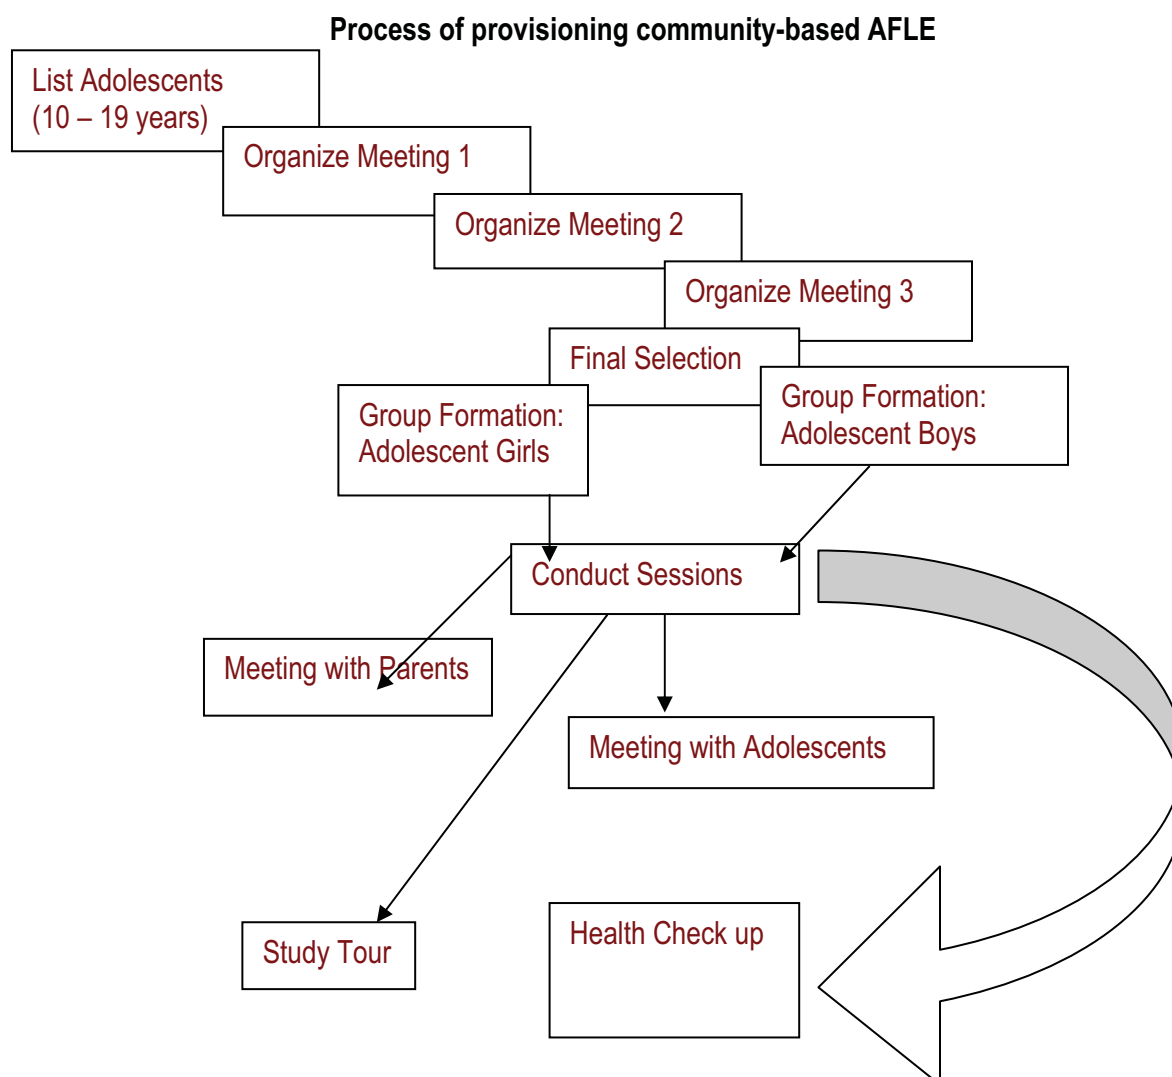 Process of provisioning community-based AFLE
List Adolescents
(10 – 19 years)
Organize Meeting 1
Organize Meeting 2
Organize Meeting 3
Final Selection
Group Formation:
Adolescent Girls
Group Formation:
Adolescent Boys
Conduct Sessions
Meeting with Parents
Meeting with Adolescents
Study Tour
Health Check up